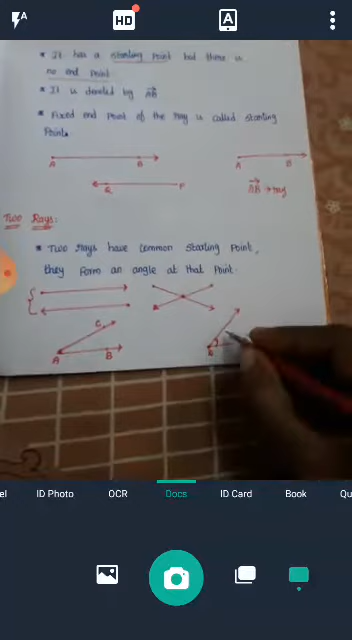 A
HD
A
* It has a starting point but there is
no end point.
* It is denoted by AB
* Fixed end point of the ray is called starting
point.
A B A B
Q P AB → ray
Two Rays:
* Two rays have common starting point,
they form an angle at that point.
C
A B
ID Photo OCR Docs ID Card Book